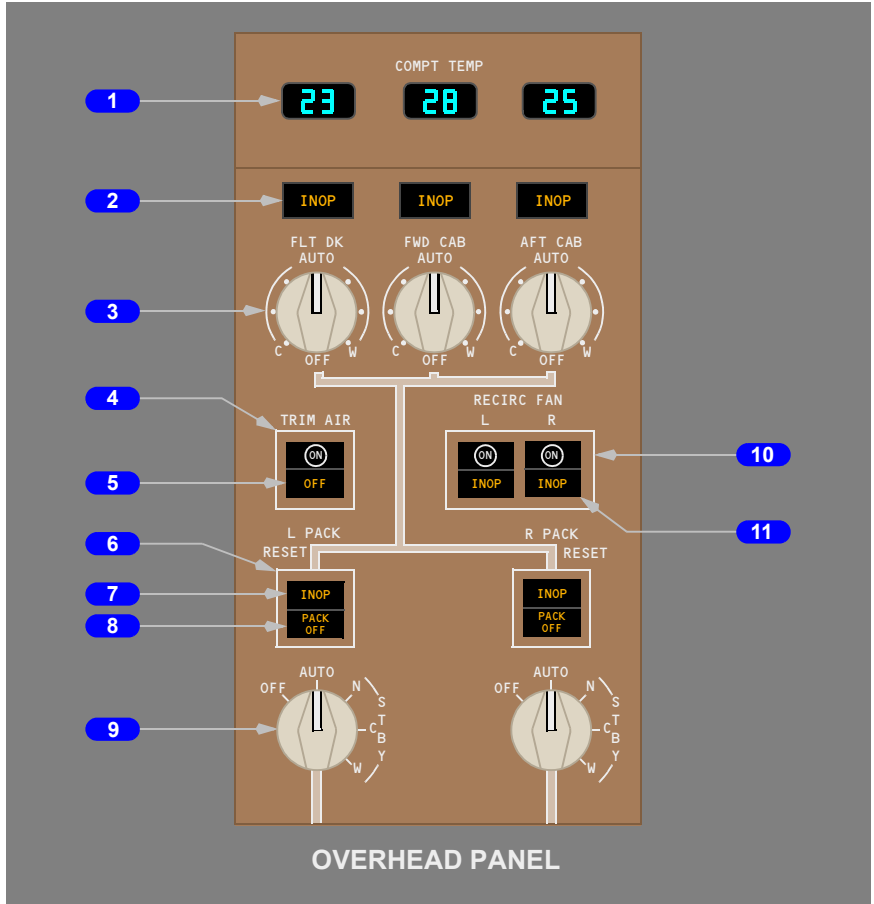 COMPT TEMP
1 23 28 25
2 INOP INOP INOP
FLT DK FWD CAB AFT CAB
AUTO AUTO AUTO
3
C W C W C W
OFF OFF OFF
4 RECIRC FAN
TRIM AIR L R
ON ON ON 10
5 OFF INOP INOP
11
L PACK R PACK
6 RESET RESET
7 INOP INOP
8 PACK OFF PACK OFF
AUTO AUTO
OFF N OFF N
9 C STBY C STBY
W W
OVERHEAD PANEL